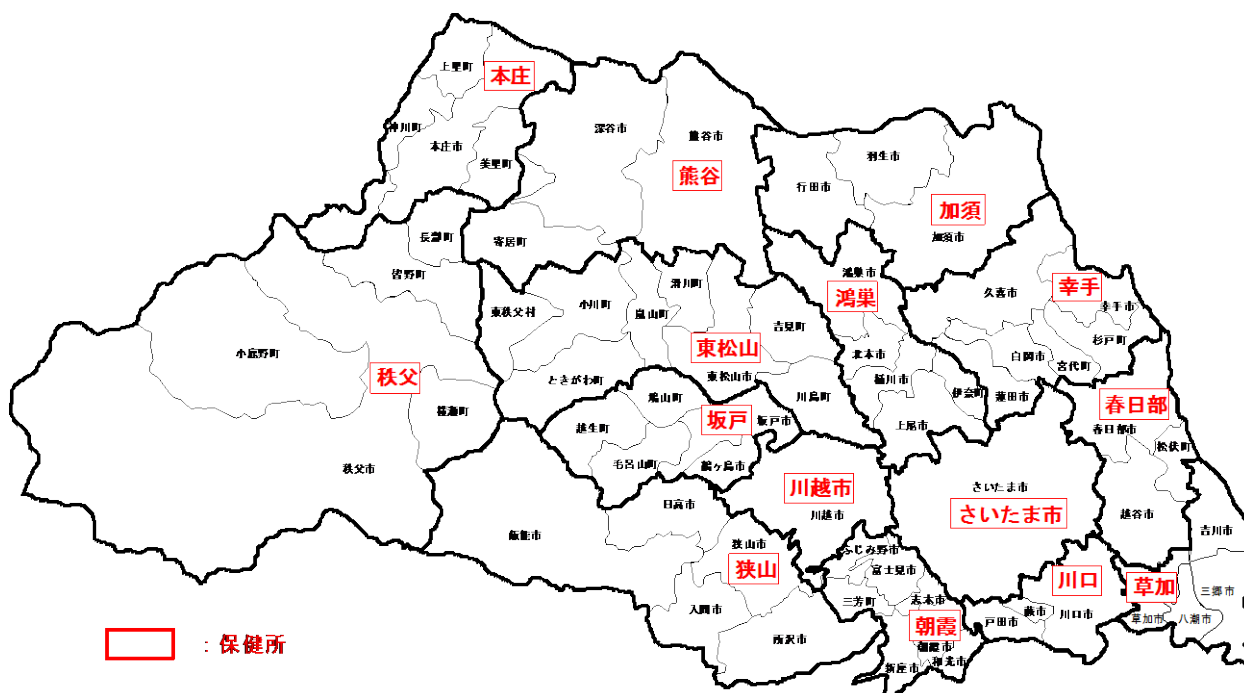 上里町
本庄
神川町
本庄市
美里町
深谷市
熊谷市
熊谷
寄居町
羽生市
行田市
加須
加須市
長瀞町
皆野町
小鹿野町
秩父
横瀬町
秩父市
東秩父村
小川町
嵐山町
滑川町
吉見町
東松山
東松山市
ときがわ町
川島町
鴻巣市
鴻巣
北本市
桶川市
伊奈町
上尾市
久喜市
幸手
幸手市
杉戸町
白岡市
宮代町
蓮田市
春日部
春日部市
松伏町
越谷市
鳩山町
越生町
坂戸
坂戸市
毛呂山町
鶴ヶ島市
川越市
川越市
さいたま市
さいたま市
吉川市
日高市
飯能市
狭山市
狭山
入間市
所沢市
ふじみ野市
富士見市
三芳町
志木市
朝霞
朝霞市
新座市
和光市
川口
戸田市
蕨市
川口市
草加
草加市
八潮市
三郷市
：保健所